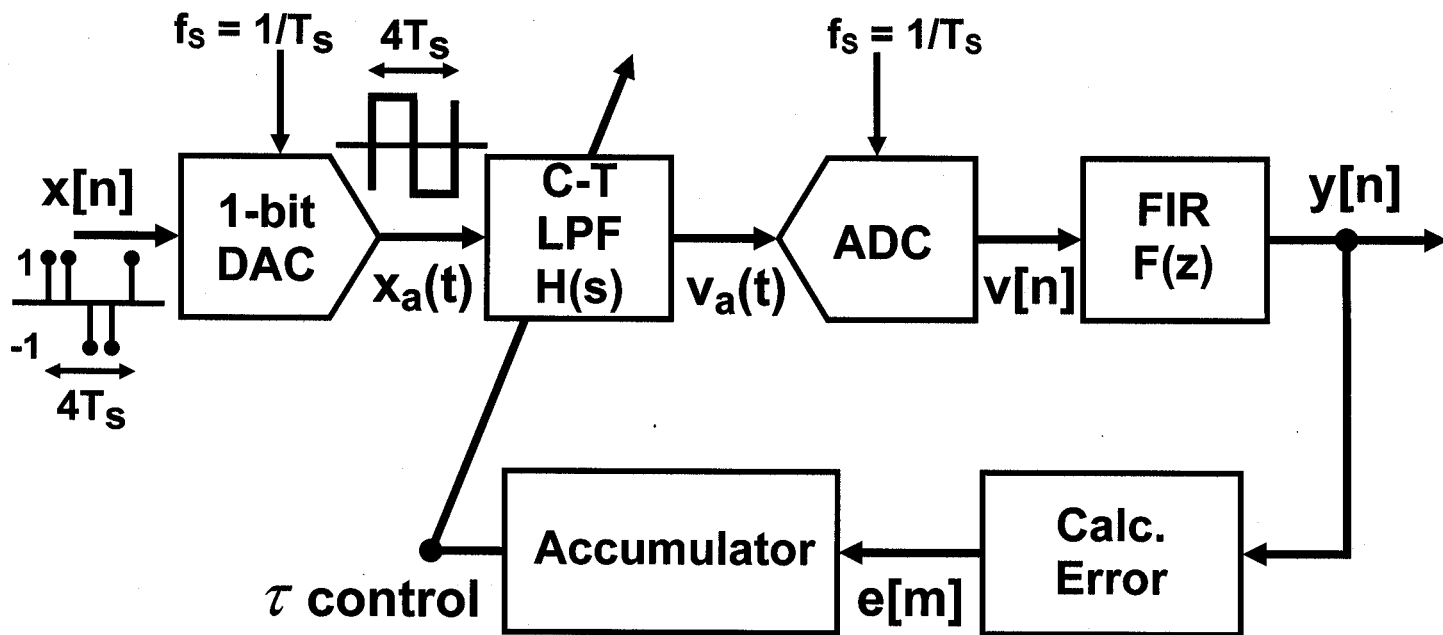 fS = 1/TS
4TS
fS = 1/TS
x[n]
1
-1
4TS
1-bit
DAC
xa(t)
C-T
LPF
H(s)
va(t)
ADC
v[n]
FIR
F(z)
y[n]
τ control
Accumulator
e[m]
Calc.
Error